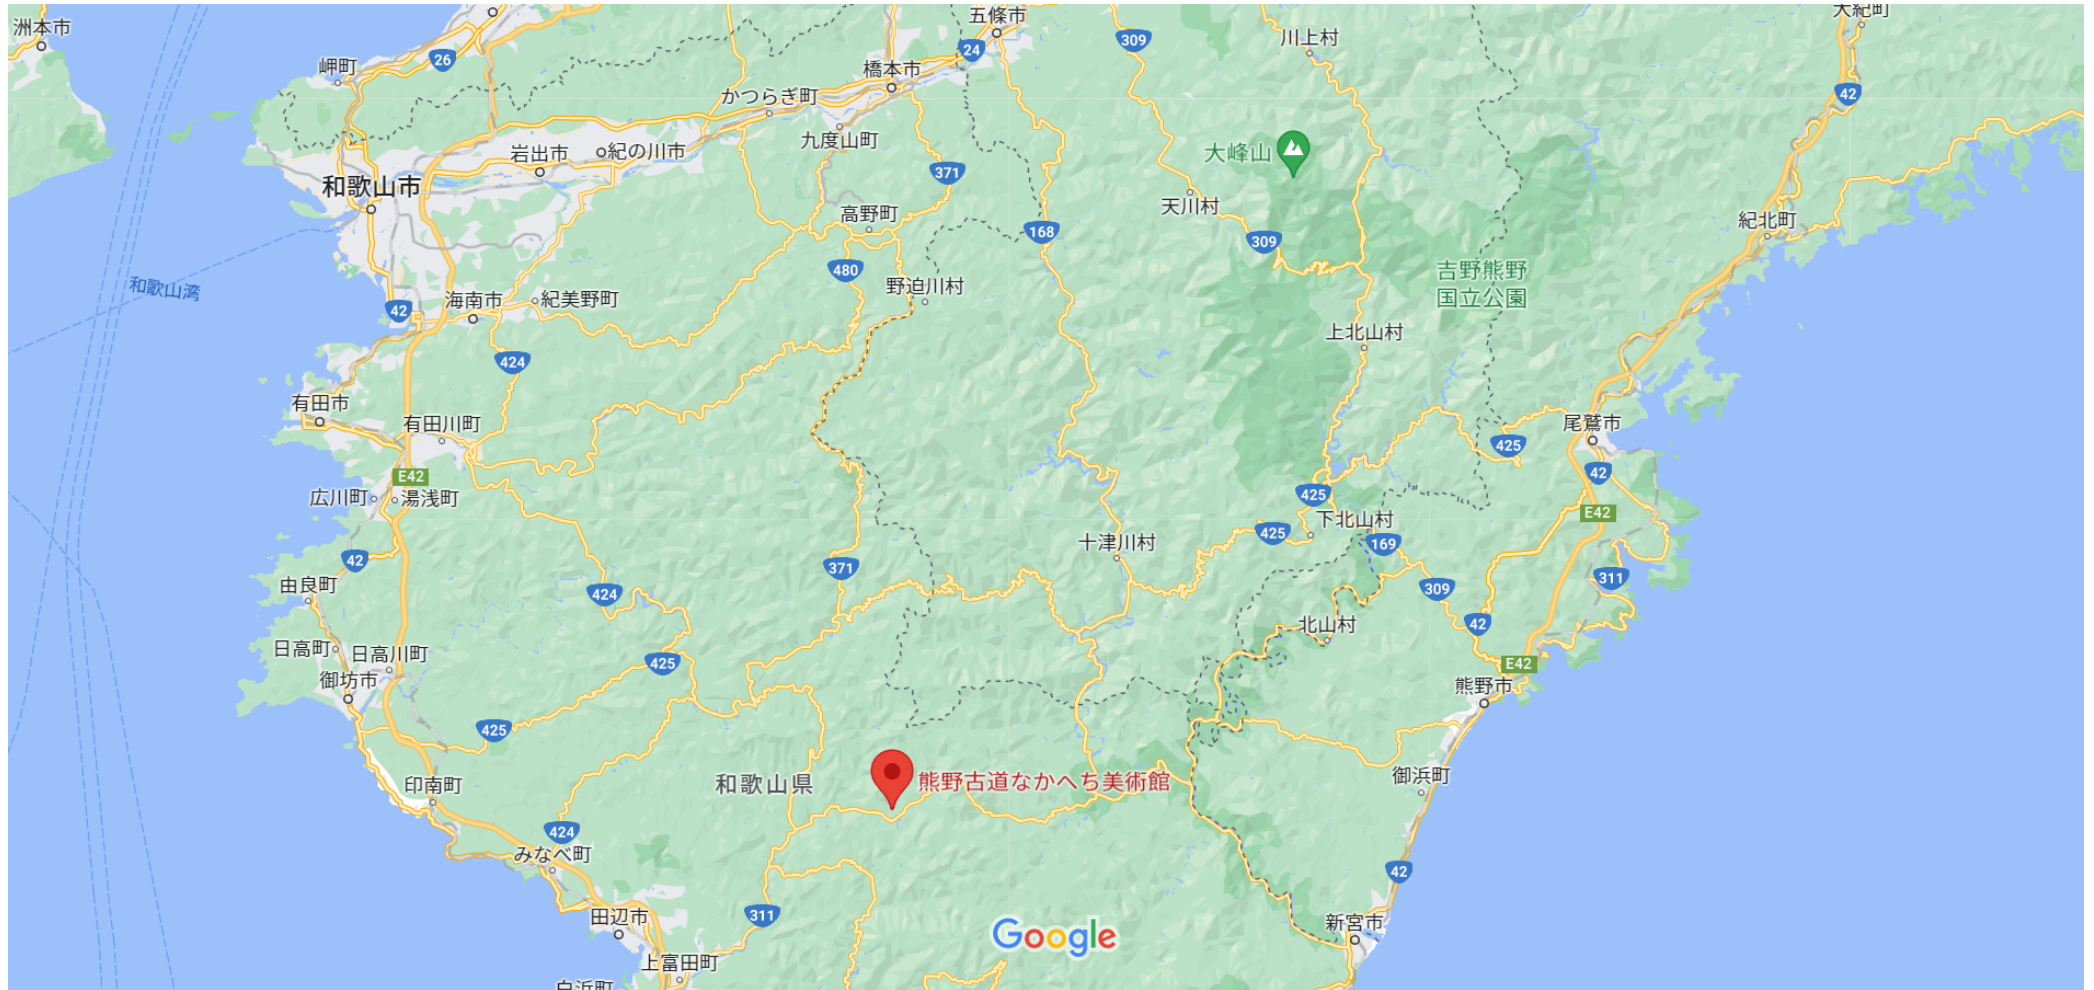 洲本市
岬町
26
五條市
24
橋本市
かつらぎ町
九度山町
岩出市
紀の川市
和歌山市
309
川上村
大紀町
42
大峰山
371
天川村
高野町
168
309
紀北町
和歌山湾
480
野迫川村
吉野熊野
国立公園
42
海南市
紀美野町
上北山村
424
有田市
有田川町
尾鷲市
425
42
E42
広川町
湯浅町
425
下北山村
E42
425
十津川村
169
42
371
由良町
424
309
311
北山村
42
日高町
日高川町
425
E42
御坊市
熊野市
425
印南町
和歌山県
熊野古道なかへち美術館
御浜町
424
みなべ町
42
田辺市
311
新宮市
Google
上富田町
白浜町